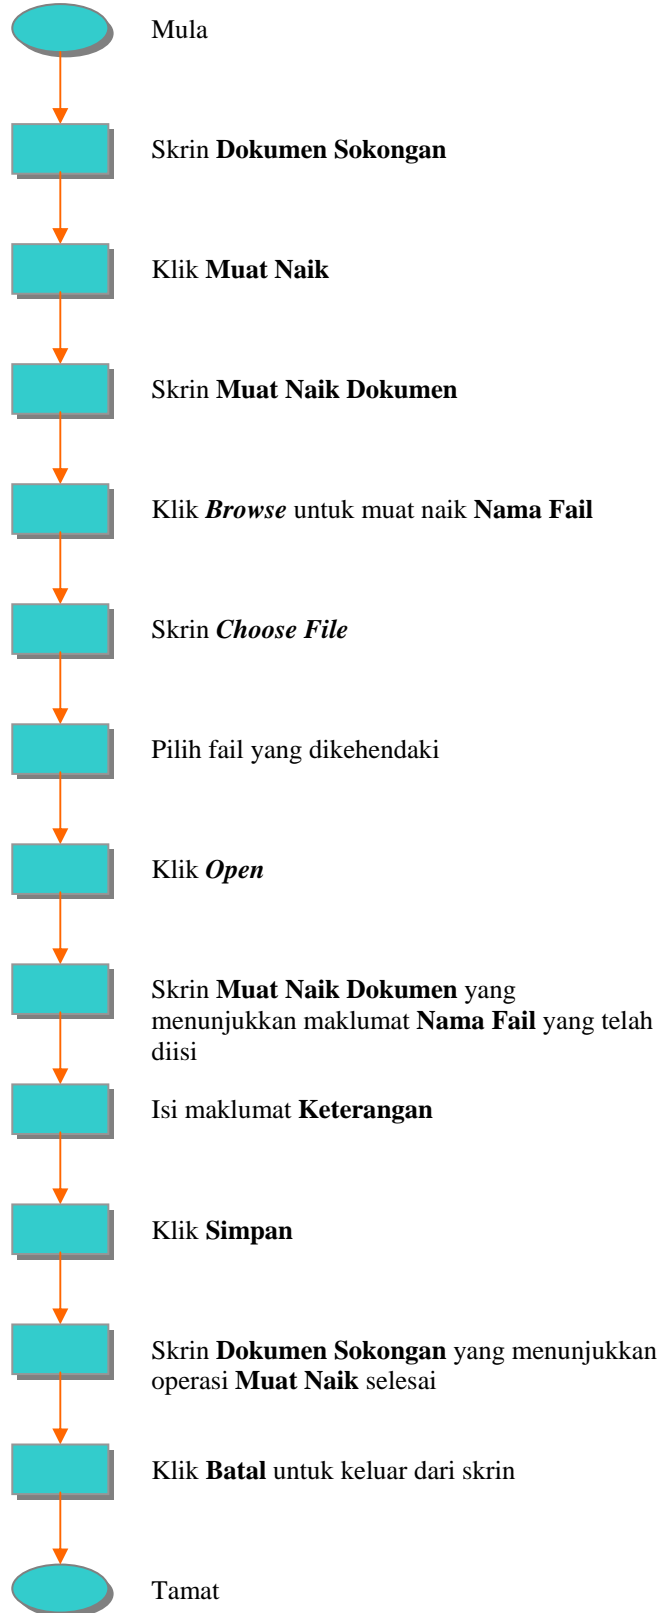 Mula
Skrin Dokumen Sokongan
Klik Muat Naik
Skrin Muat Naik Dokumen
Klik Browse untuk muat naik Nama Fail
Skrin Choose File
Pilih fail yang dikehendaki
Klik Open
Skrin Muat Naik Dokumen yang
menunjukkan maklumat Nama Fail yang telah
diisi
Isi maklumat Keterangan
Klik Simpan
Skrin Dokumen Sokongan yang menunjukkan
operasi Muat Naik selesai
Klik Batal untuk keluar dari skrin
Tamat